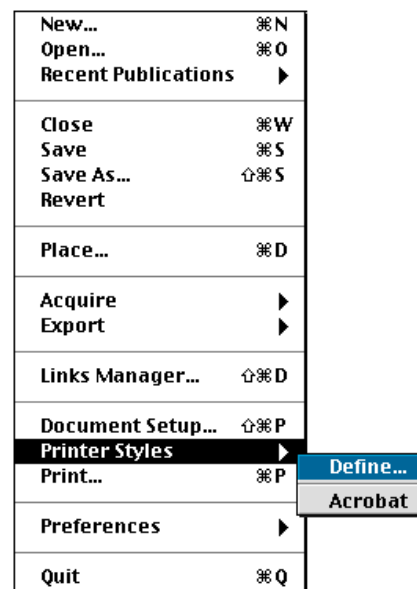 New... ⌘N
Open... ⌘O
Recent Publications ▶
Close ⌘W
Save ⌘S
Save As... ⇧⌘S
Revert
Place... ⌘D
Acquire ▶
Export ▶
Links Manager... ⇧⌘D
Document Setup... ⇧⌘P
Printer Styles ▶
Define...
Print... ⌘P
Acrobat
Preferences ▶
Quit ⌘Q